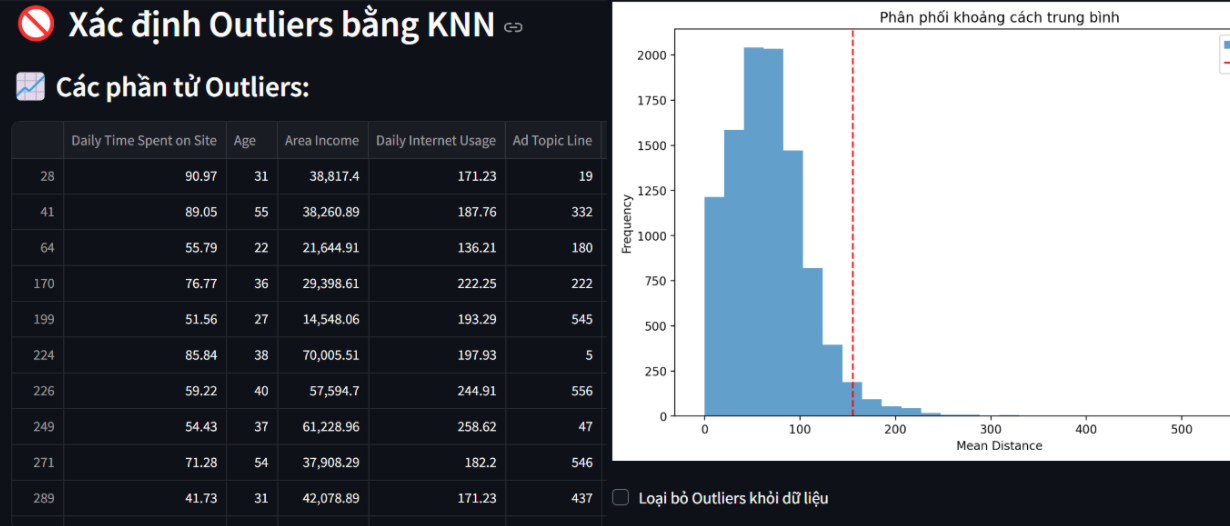 Xác định Outliers bằng KNN
Các phần tử Outliers:
Daily Time Spent on Site Age Area Income Daily Internet Usage Ad Topic Line
28 90.97 31 38,817.4 171.23 19
41 89.05 55 38,260.89 187.76 332
64 55.79 22 21,644.91 136.21 180
170 76.77 36 29,398.61 222.25 222
199 51.56 27 14,548.06 193.29 545
224 85.84 38 70,005.51 197.93 5
226 59.22 40 57,594.7 244.91 556
249 54.43 37 61,228.96 258.62 47
271 71.28 54 37,908.29 182.2 546
289 41.73 31 42,078.89 171.23 437
Phân phối khoảng cách trung bình
Frequency
2000
1750
1500
1250
1000
750
500
250
0
0 100 200 300 400 500
Mean Distance
Loại bỏ Outliers khỏi dữ liệu